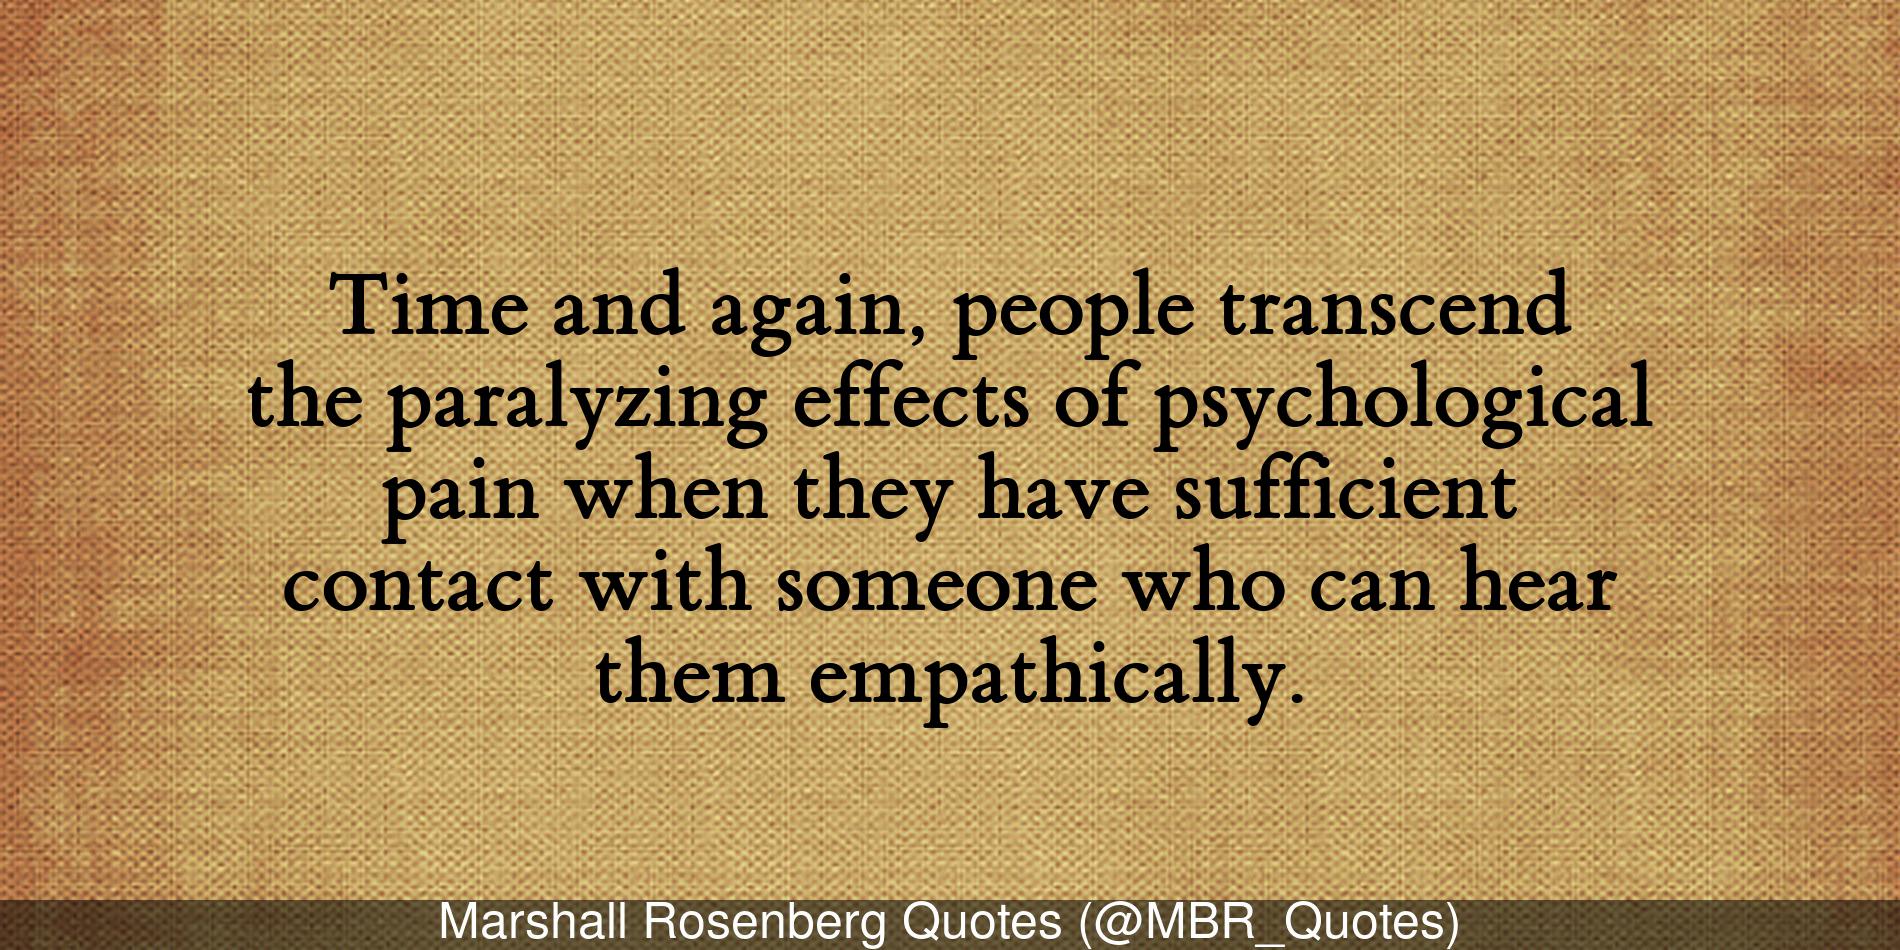 Time and again, people transcend
the paralyzing effects of psychological
pain when they have sufficient
contact with someone who can hear
them empathically.
Marshall Rosenberg Quotes (@MBR_Quotes)